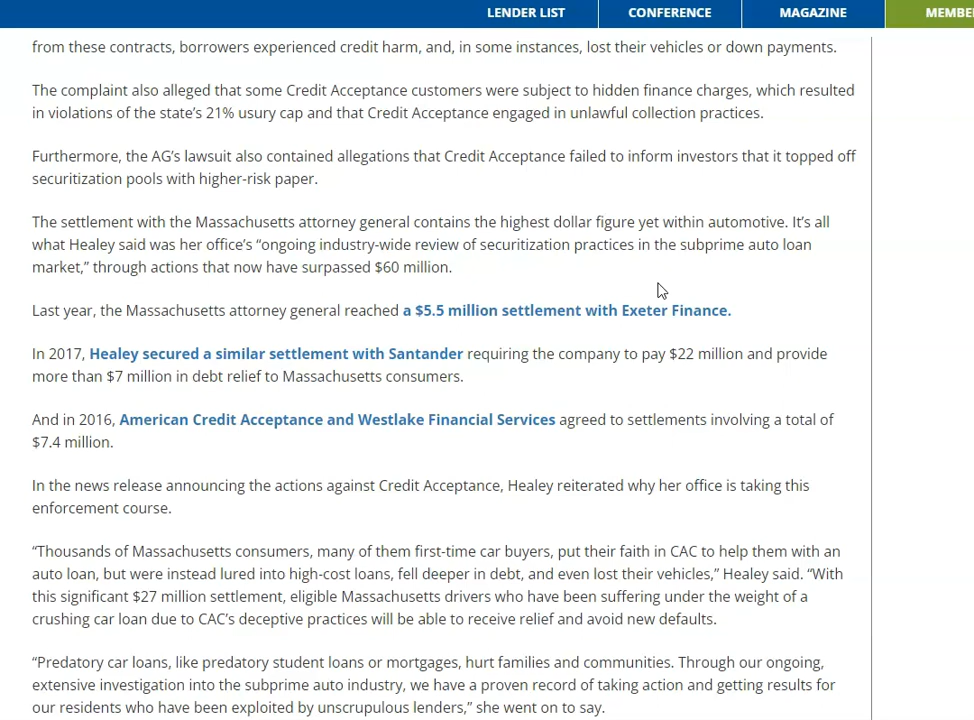 LENDER LIST
CONFERENCE
MAGAZINE
from these contracts, borrowers experienced credit harm, and, in some instances, lost their vehicles or down payments.
The complaint also alleged that some Credit Acceptance customers were subject to hidden finance charges, which resulted
in violations of the state’s 21% usury cap and that Credit Acceptance engaged in unlawful collection practices.
Furthermore, the AG’s lawsuit also contained allegations that Credit Acceptance failed to inform investors that it topped off
securitization pools with higher-risk paper.
The settlement with the Massachusetts attorney general contains the highest dollar figure yet within automotive. It’s all
what Healey said was her office’s “ongoing industry-wide review of securitization practices in the subprime auto loan
market,” through actions that now have surpassed $60 million.
Last year, the Massachusetts attorney general reached a $5.5 million settlement with Exeter Finance.
In 2017, Healey secured a similar settlement with Santander requiring the company to pay $22 million and provide
more than $7 million in debt relief to Massachusetts consumers.
And in 2016, American Credit Acceptance and Westlake Financial Services agreed to settlements involving a total of
$7.4 million.
In the news release announcing the actions against Credit Acceptance, Healey reiterated why her office is taking this
enforcement course.
“Thousands of Massachusetts consumers, many of them first-time car buyers, put their faith in CAC to help them with an
auto loan, but were instead lured into high-cost loans, fell deeper in debt, and even lost their vehicles,” Healey said. “With
this significant $27 million settlement, eligible Massachusetts drivers who have been suffering under the weight of a
crushing car loan due to CAC’s deceptive practices will be able to receive relief and avoid new defaults.
“Predatory car loans, like predatory student loans or mortgages, hurt families and communities. Through our ongoing,
extensive investigation into the subprime auto industry, we have a proven record of taking action and getting results for
our residents who have been exploited by unscrupulous lenders,” she went on to say.